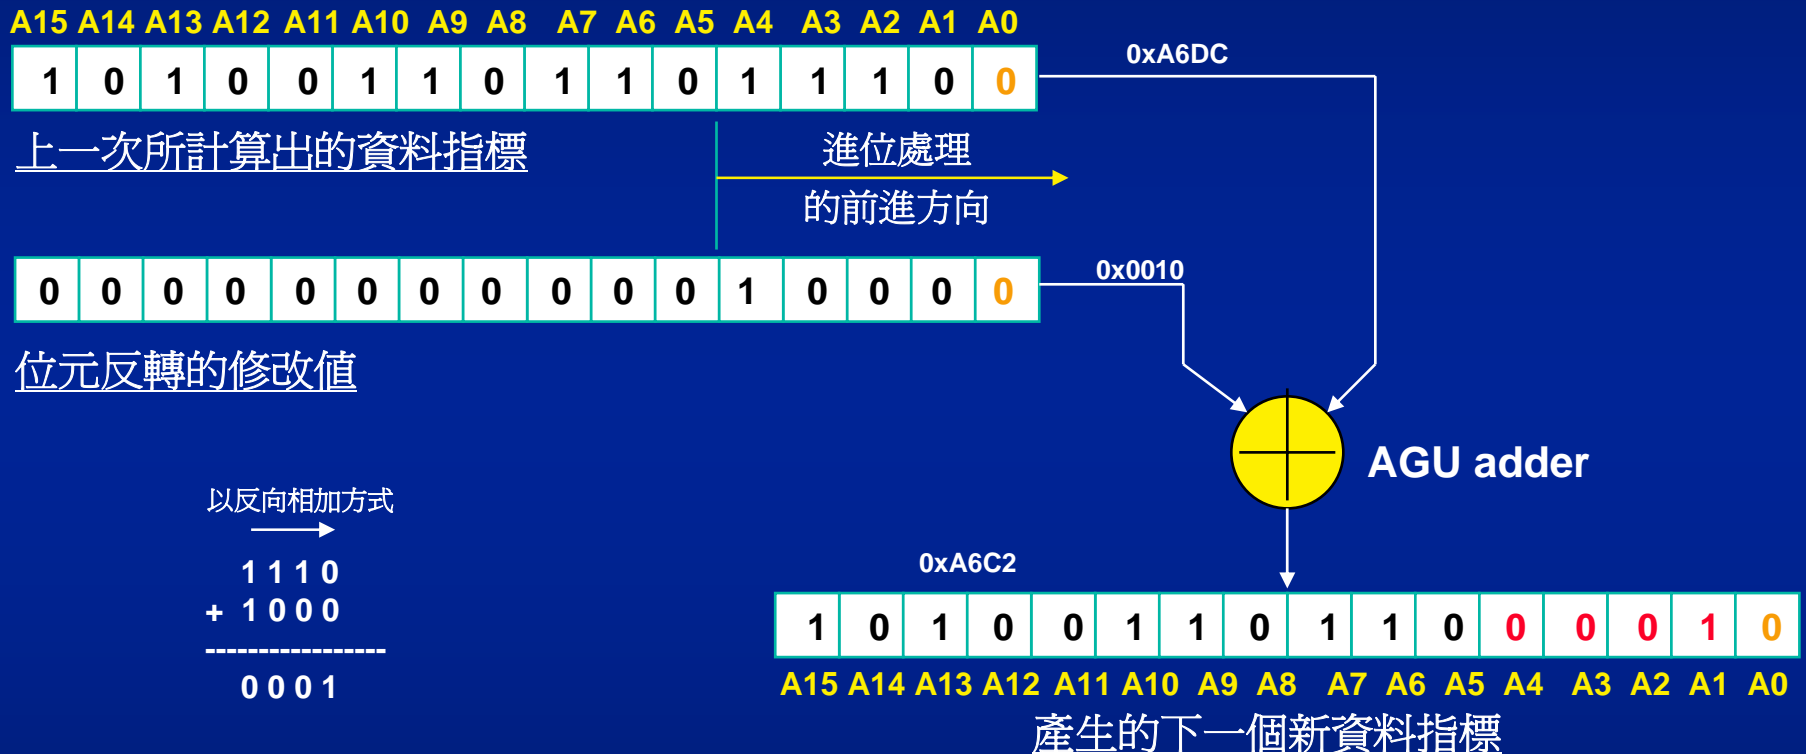 A15 A14 A13 A12 A11 A10 A9 A8 A7 A6 A5 A4 A3 A2 A1 A0
1 0 1 0 0 1 1 0 1 1 0 1 1 1 0 0
0xA6DC
上一次所計算出的資料指標
進位處理
的前進方向
0 0 0 0 0 0 0 0 0 0 0 1 0 0 0 0
0x0010
位元反轉的修改值
AGU adder
以反向相加方式
1 1 1 0
+ 1 0 0 0
-----------------
0 0 0 1
0xA6C2
1 0 1 0 0 1 1 0 1 1 0 0 0 0 1 0
A15 A14 A13 A12 A11 A10 A9 A8 A7 A6 A5 A4 A3 A2 A1 A0
產生的下一個新資料指標